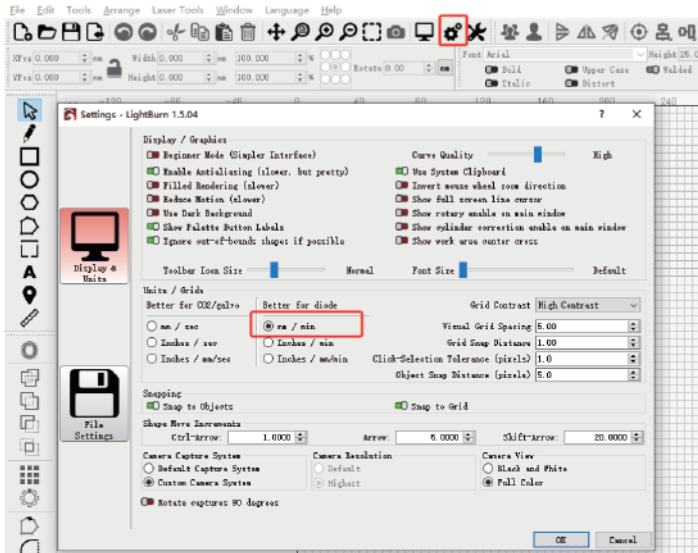 File Edit Tools Arrange Laser Tools Window Language Help
XPos 0.000 mm Width 0.000 mm 100.000 % Rotate 0.00 mm Font Arial Height 25.0
YPos 0.000 mm Height 0.000 mm 100.000 % Bold Upper Case Welded
Italic Distort
-120 -80 -40 0 40 80 120 160 200 240
Settings - LightBurn 1.5.04 ? X
Display / Graphics
Beginner Mode (Simpler Interface) Curve Quality High
Enable Antialiasing (slower, but pretty) Use System Clipboard
Filled Rendering (slower) Invert mouse wheel zoom direction
Reduce Motion (slower) Show full screen line cursor
Use Dark Background Show rotary enable on main window
Show Palette Button Labels Show cylinder correction enable on main window
Ignore out-of-bounds shapes if possible Show work area center cross
Toolbar Icon Size Normal Font Size Default
Display &
Units
Units / Grids
Better for CO2/galvo Better for diode Grid Contrast High Contrast
mm / sec mm / min Visual Grid Spacing 5.00
Inches / sec Inches / min Grid Snap Distance 1.00
Inches / mm/sec Inches / mm/min Click-Selection Tolerance (pixels) 1.0
Object Snap Distance (pixels) 5.0
Snapping
Snap to Objects Snap to Grid
File
Settings
Shape Move Increments
Ctrl-Arrow: 1.0000 Arrow: 5.0000 Shift-Arrow: 20.0000
Camera Capture System Camera Resolution Camera View
Default Capture System Default Black and White
Custom Camera System Highest Full Color
Rotate captures 90 degrees
OK Cancel